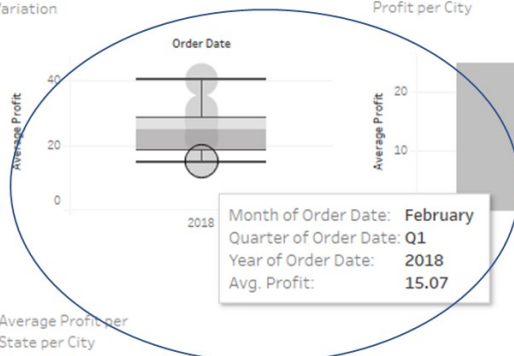 Variation
Profit per City
Order Date
Average Profit
40
20
0
2018
Average Profit
20
10
Month of Order Date: February
Quarter of Order Date: Q1
Year of Order Date: 2018
Avg. Profit: 15.07
Average Profit per
State per City